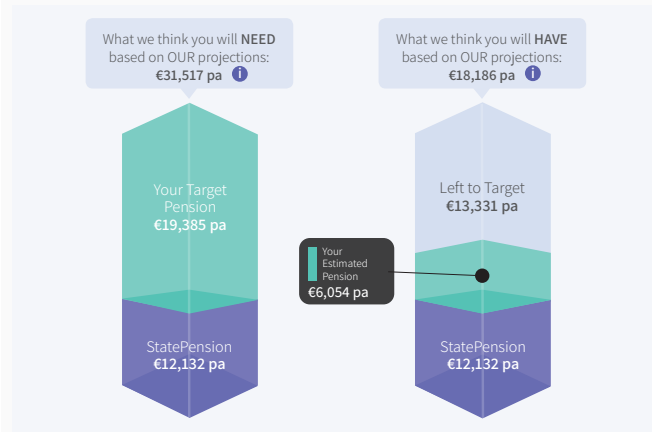 What we think you will NEED
based on OUR projections:
€31,517 pa i
What we think you will HAVE
based on OUR projections:
€18,186 pa i
Your Target
Pension
€19,385 pa
Left to Target
€13,331 pa
Your
Estimated
Pension
€6,054 pa
StatePension
€12,132 pa
StatePension
€12,132 pa